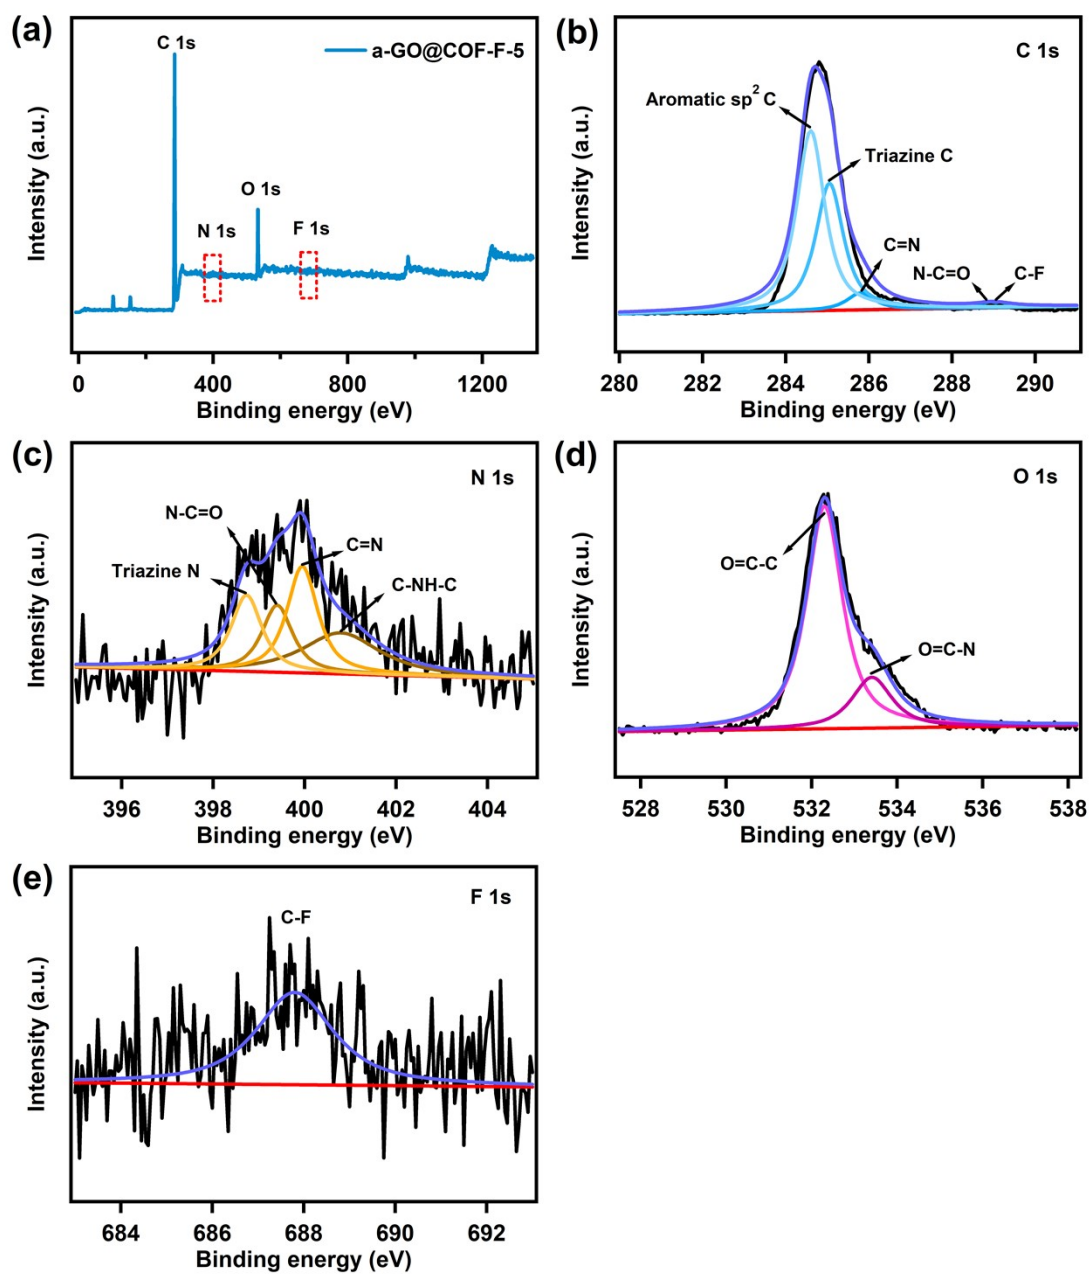 (a)
C 1s
a-GO@COF-F-5
O 1s
N 1s
F 1s
Intensity (a.u.)
0 400 800 1200
Binding energy (eV)
(b)
C 1s
Aromatic sp² C
Triazine C
C=N
N-C=O
C-F
Intensity (a.u.)
280 282 284 286 288 290
Binding energy (eV)
(c)
N 1s
N-C=O
C=N
Triazine N
C-NH-C
Intensity (a.u.)
396 398 400 402 404
Binding energy (eV)
(d)
O 1s
O=C-C
O=C-N
Intensity (a.u.)
528 530 532 534 536 538
Binding energy (eV)
(e)
F 1s
C-F
Intensity (a.u.)
684 686 688 690 692
Binding energy (eV)